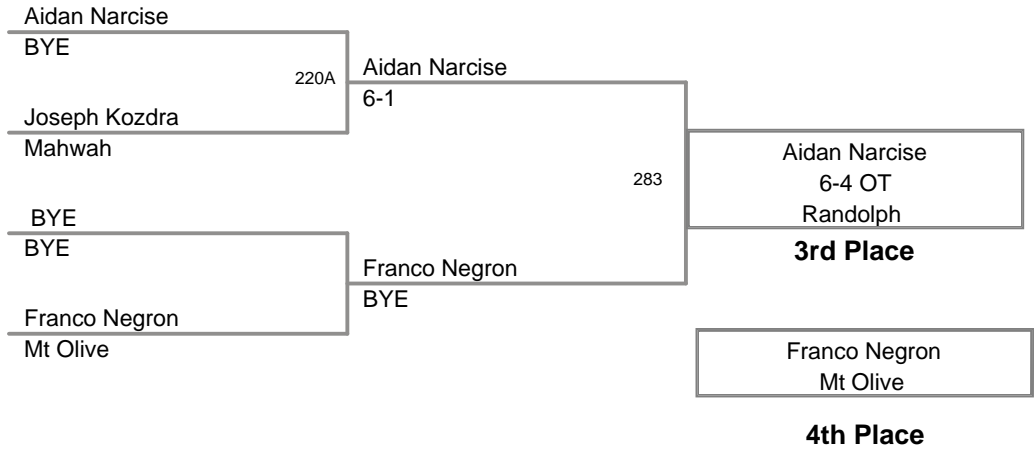 Aidan Narcise
BYE
220A
Aidan Narcise
6-1
Joseph Kozdra
Mahwah
283
Aidan Narcise
6-4 OT
Randolph
3rd Place
BYE
BYE
Franco Negron
BYE
Franco Negron
Mt Olive
Franco Negron
Mt Olive
4th Place